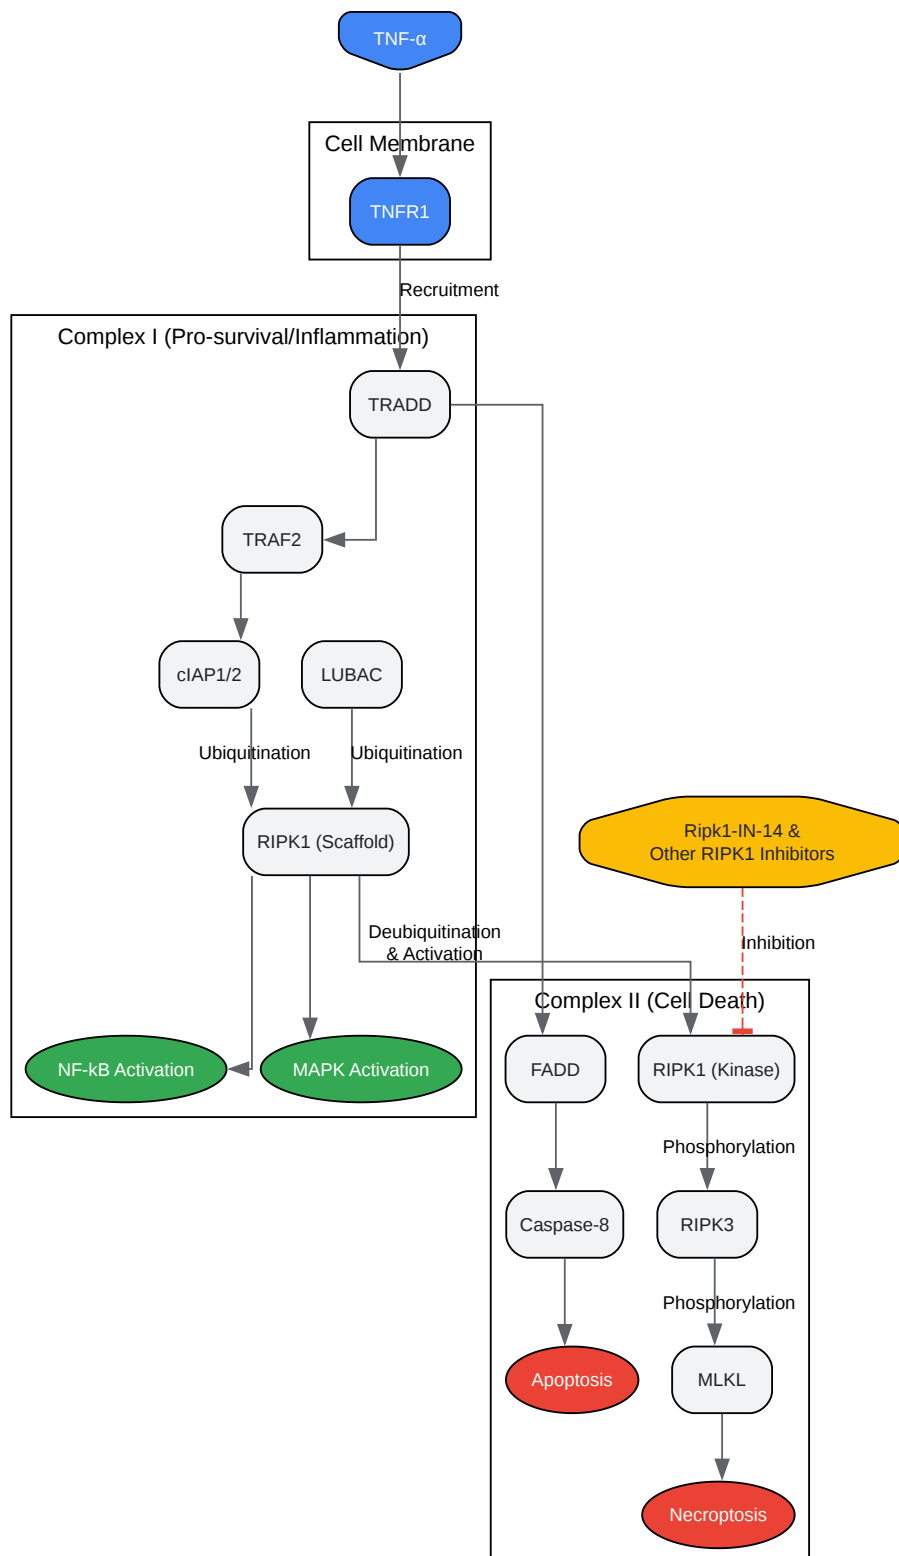 TNF-α
Cell Membrane
TNFR1
Recruitment
Complex I (Pro-survival/Inflammation)
TRADD
TRAF2
cIAP1/2
LUBAC
Ubiquitination
Ubiquitination
RIPK1 (Scaffold)
Ripk1-IN-14 &
Other RIPK1 Inhibitors
Deubiquitination
& Activation
Inhibition
Complex II (Cell Death)
NF-kB Activation
MAPK Activation
FADD
RIPK1 (Kinase)
Phosphorylation
Caspase-8
RIPK3
Phosphorylation
Apoptosis
MLKL
Necroptosis